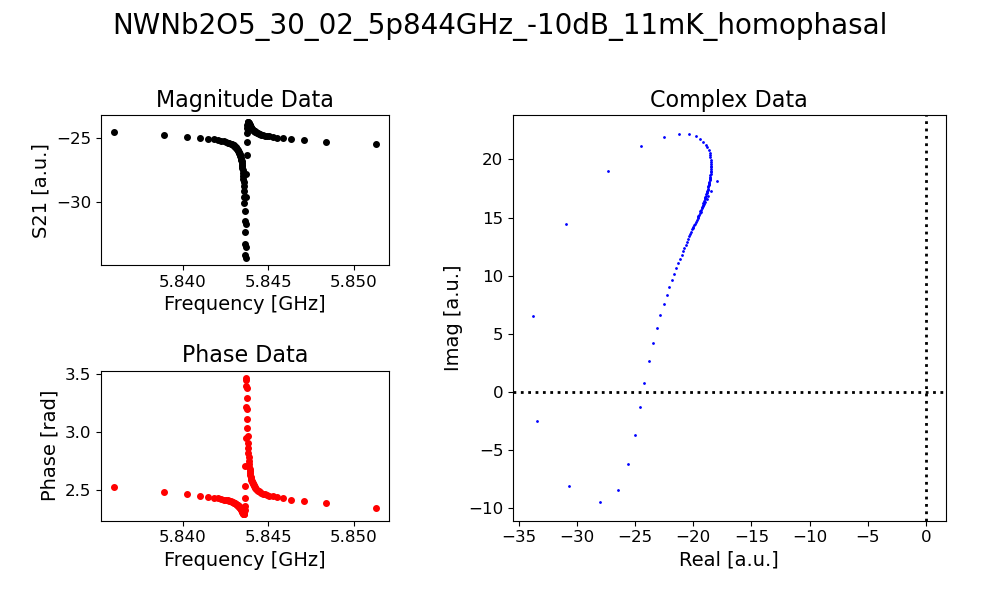 NWNb2O5_30_02_5p844GHz_-10dB_11mK_homophasal
Magnitude Data
S21 [a.u.]
−25
−30
5.840 5.845 5.850
Frequency [GHz]
Phase Data
Phase [rad]
3.5
3.0
2.5
5.840 5.845 5.850
Frequency [GHz]
Complex Data
Imag [a.u.]
20
15
10
5
0
−5
−10
−35 −30 −25 −20 −15 −10 −5 0
Real [a.u.]